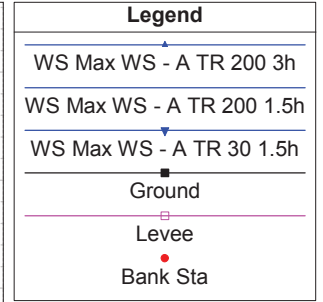 Legend
WS Max WS - A TR 200 3h
WS Max WS - A TR 200 1.5h
WS Max WS - A TR 30 1.5h
Ground
Levee
Bank Sta